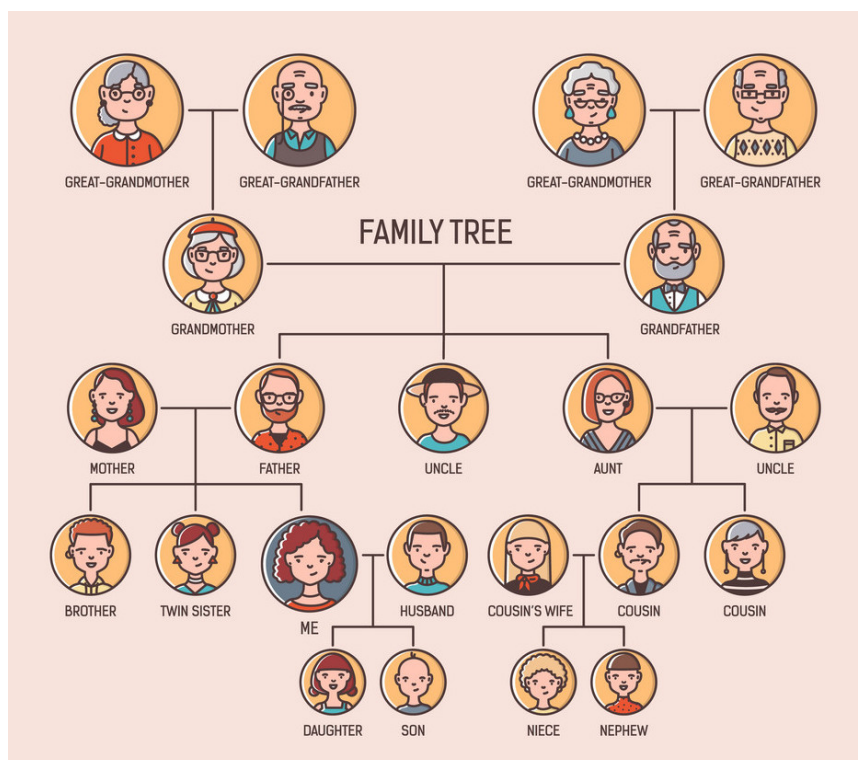 GREAT-GRANDMOTHER
GREAT-GRANDFATHER
GREAT-GRANDMOTHER
GREAT-GRANDFATHER
FAMILY TREE
GRANDMOTHER
GRANDFATHER
MOTHER
FATHER
UNCLE
AUNT
UNCLE
BROTHER
TWIN SISTER
ME
HUSBAND
COUSIN'S WIFE
COUSIN
COUSIN
DAUGHTER
SON
NIECE
NEPHEW